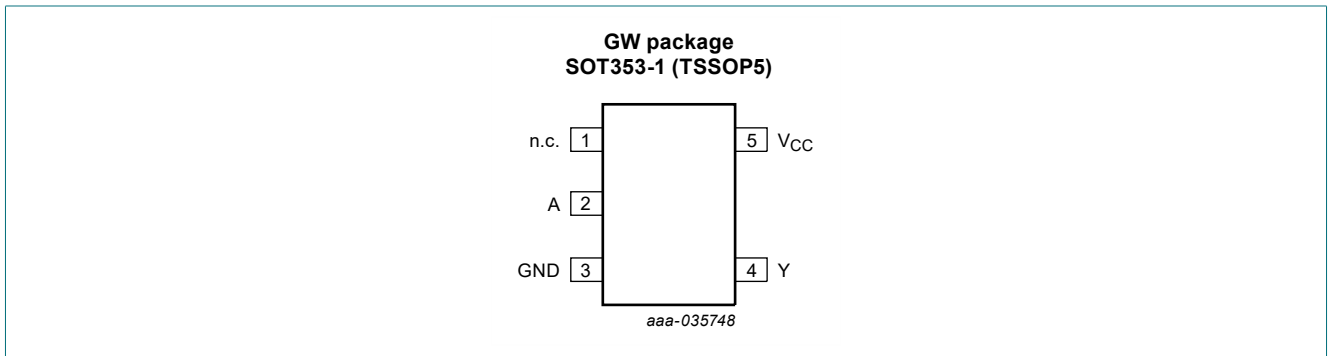 GW package
SOT353-1 (TSSOP5)
n.c. 1 5 VCC
A 2
GND 3 4 Y
aaa-035748